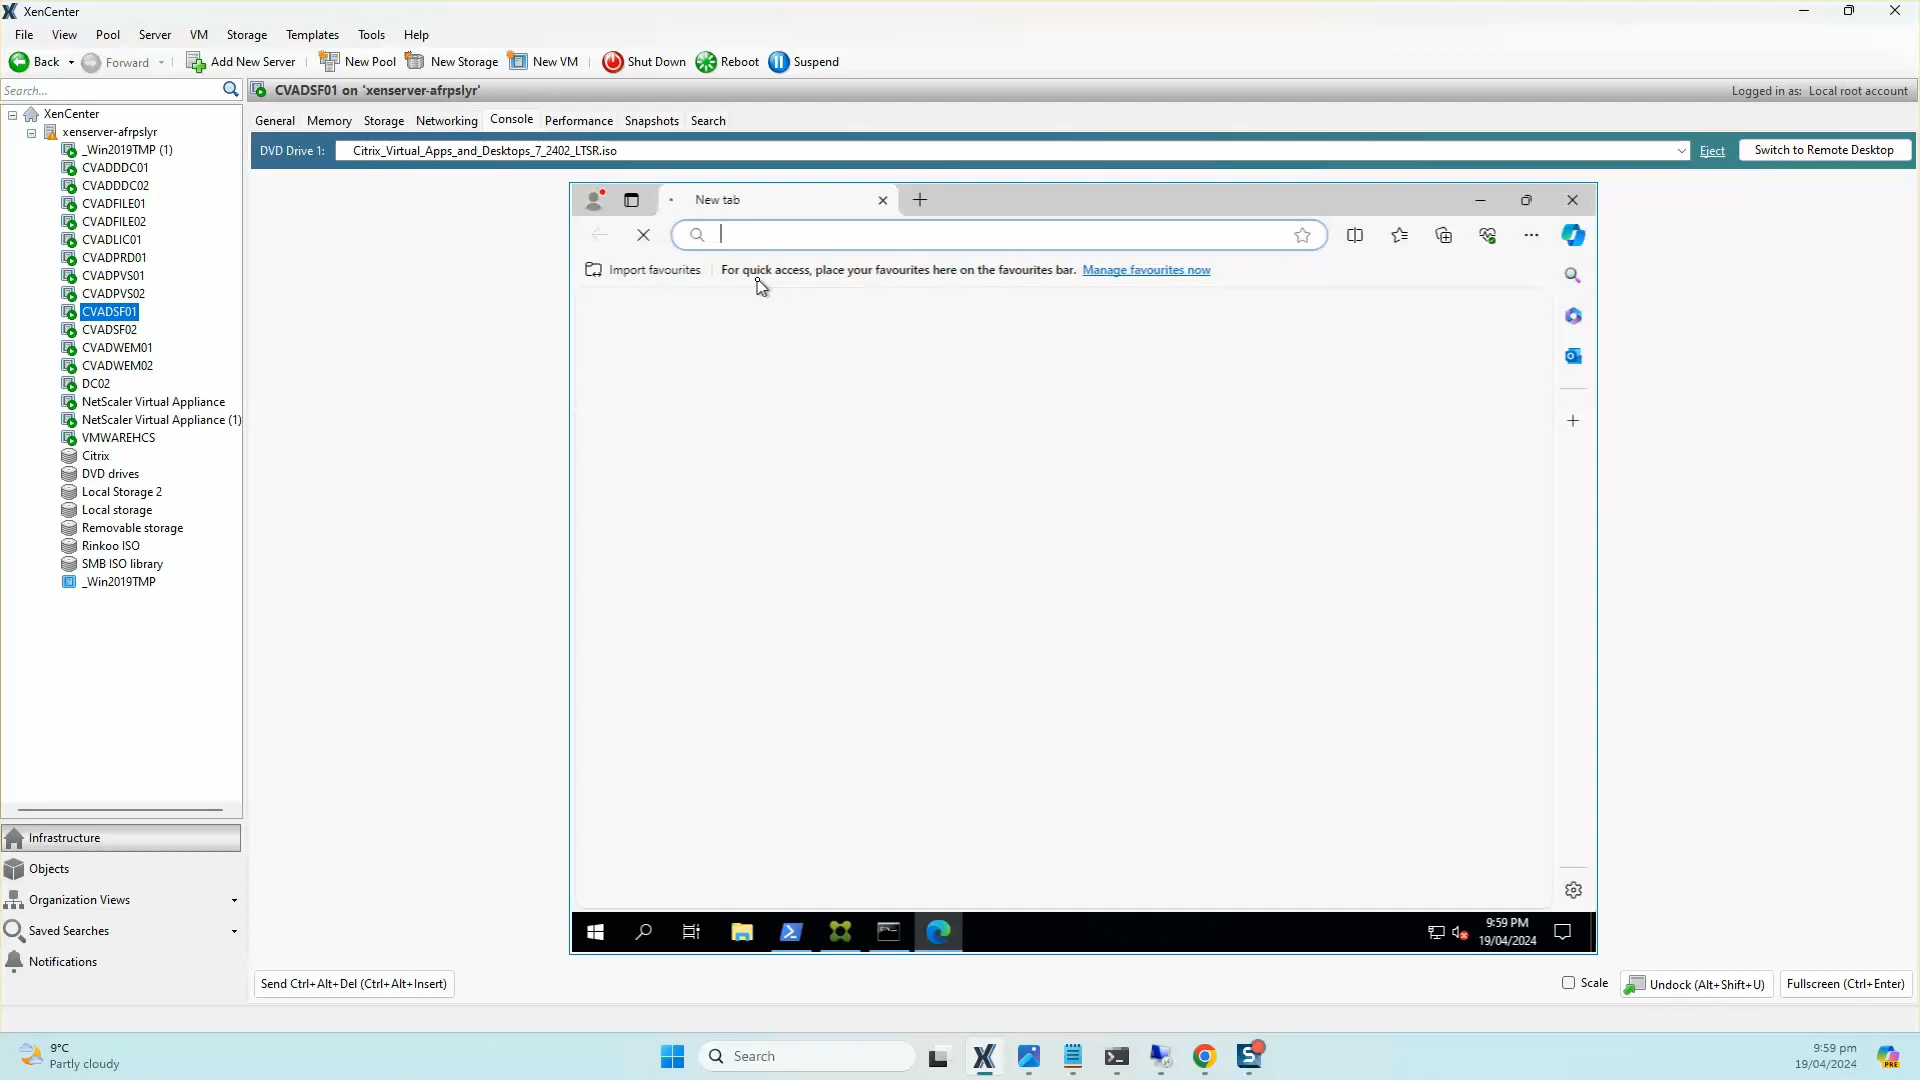 XenCenter
File View Pool Server VM Storage Templates Tools Help
Back Forward Add New Server New Pool New Storage New VM Shut Down Reboot Suspend
Search...
CVADSF01 on 'xenserver-afrpslyr'
Logged in as: Local root account
XenCenter
xenserver-afrpslyr
_Win2019TMP (1)
CVADDDC01
CVADDDC02
CVADFILE01
CVADFILE02
CVADLIC01
CVADPRD01
CVADPVS01
CVADPVS02
CVADSF01
CVADSF02
CVADWEM01
CVADWEM02
DC02
NetScaler Virtual Appliance
NetScaler Virtual Appliance (1)
VMWAREHCS
Citrix
DVD drives
Local Storage 2
Local storage
Removable storage
Rinkoo ISO
SMB ISO library
_Win2019TMP
Infrastructure
Objects
Organization Views
Saved Searches
Notifications
General Memory Storage Networking Console Performance Snapshots Search
DVD Drive 1: Citrix_Virtual_Apps_and_Desktops_7_2402_LTSR.iso Eject Switch to Remote Desktop
New tab
Import favourites For quick access, place your favourites here on the favourites bar. Manage favourites now
9:59 PM
19/04/2024
Send Ctrl+Alt+Del (Ctrl+Alt+Insert)
Scale Undock (Alt+Shift+U) Fullscreen (Ctrl+Enter)
9°C
Partly cloudy
Search
9:59 pm
19/04/2024
PRE